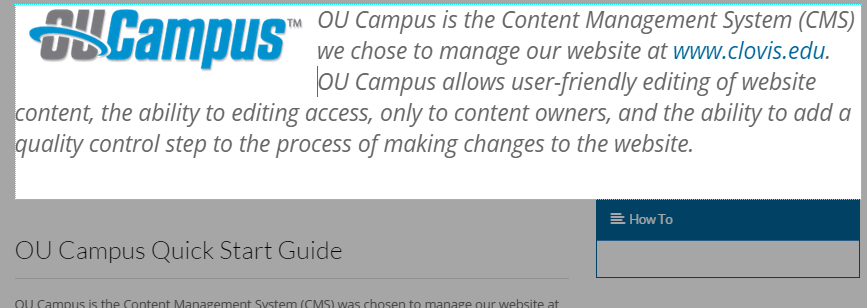 OU Campus™ OU Campus is the Content Management System (CMS)
we chose to manage our website at www.clovis.edu.
OU Campus allows user-friendly editing of website
content, the ability to editing access, only to content owners, and the ability to add a
quality control step to the process of making changes to the website.
How To
OU Campus Quick Start Guide
OU Campus is the Content Management System (CMS) was chosen to manage our website at